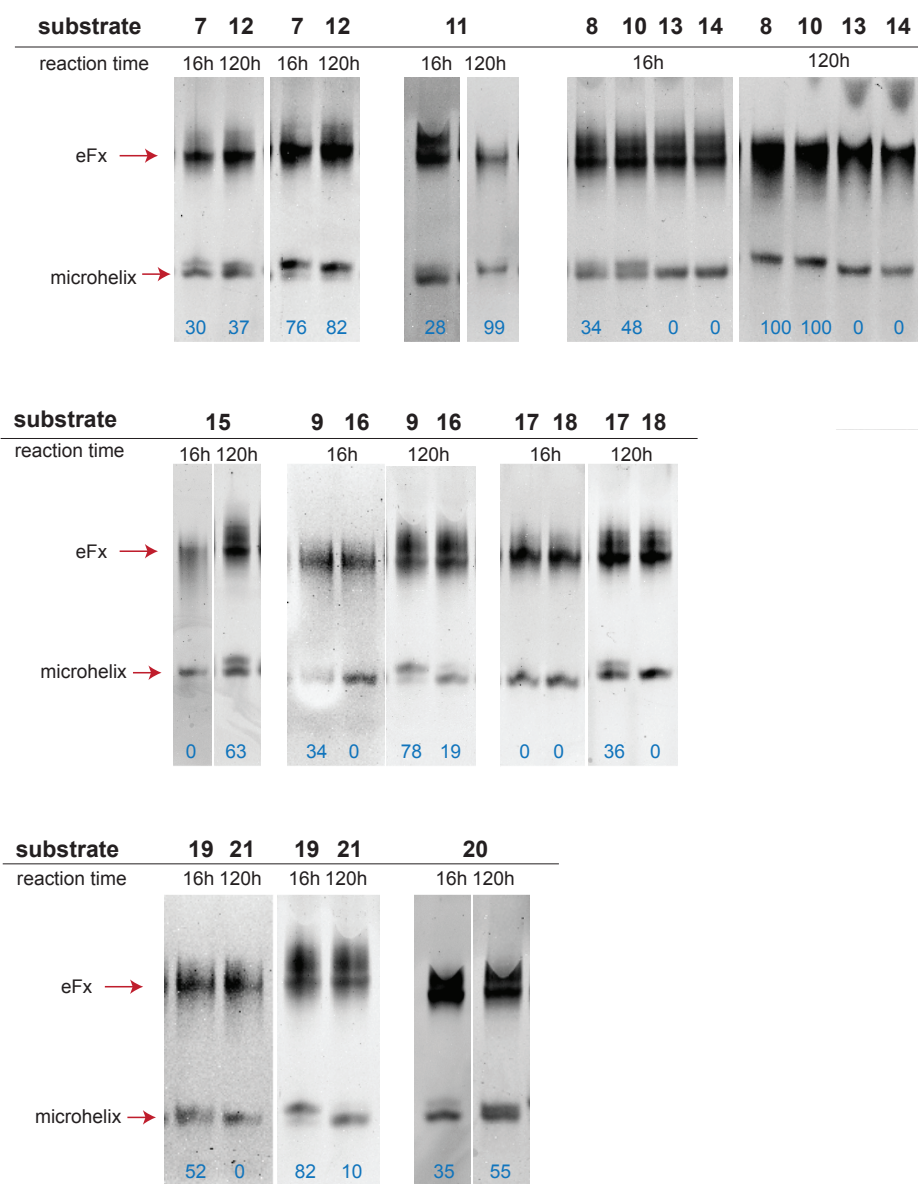 substrate 7 12 7 12 11 8 10 13 14 8 10 13 14
reaction time 16h 120h 16h 120h 16h 120h 16h 120h
eFx
microhelix
30 37 76 82 28 99 34 48 0 0 100 100 0 0
substrate 15 9 16 9 16 17 18 17 18
reaction time 16h 120h 16h 120h 16h 120h
eFx
microhelix
0 63 34 0 78 19 0 0 36 0
substrate 19 21 19 21 20
reaction time 16h 120h 16h 120h 16h 120h
eFx
microhelix
52 0 82 10 35 55